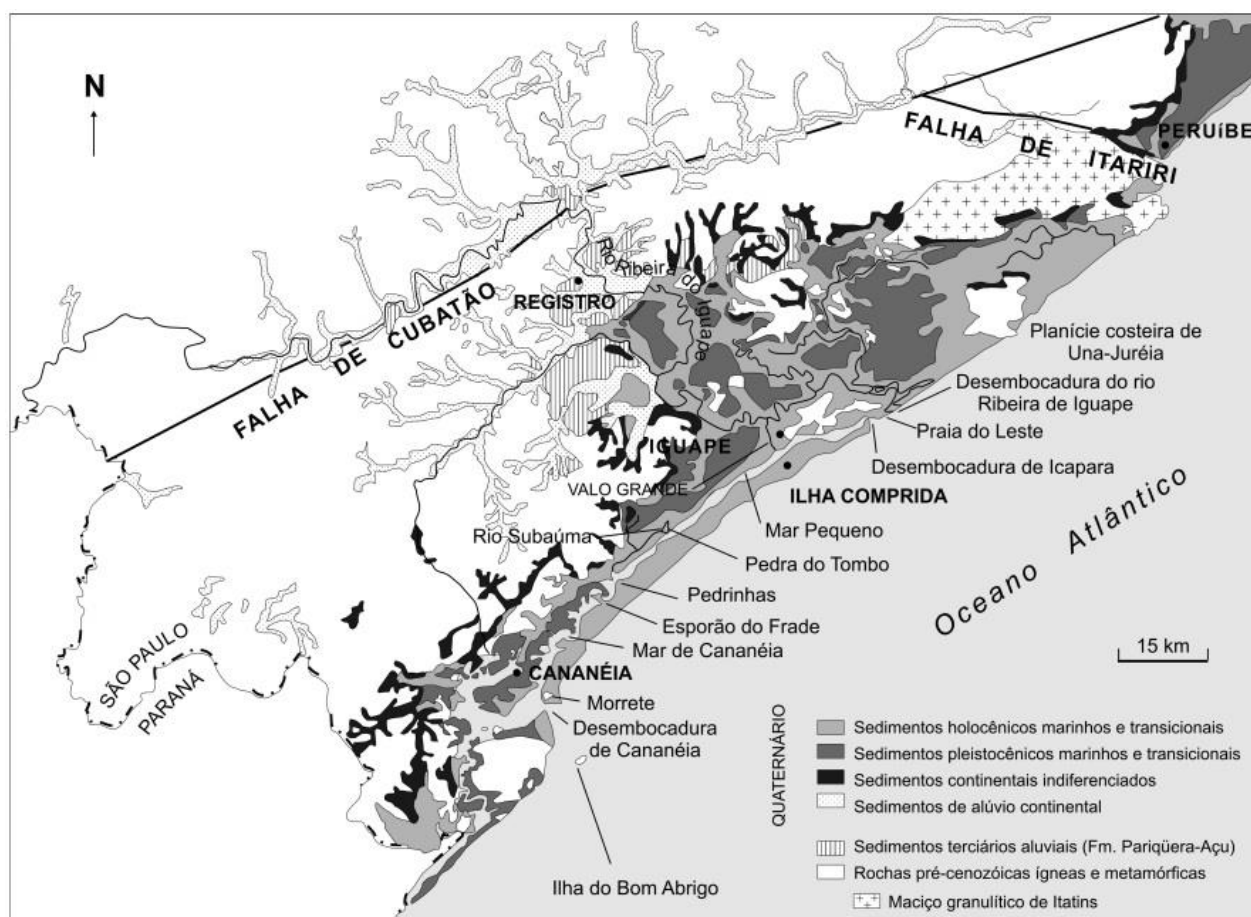 N
FALHA DE ITARIRI
PERUÍBE
Rio Ribeira do Iguape
REGISTRO
FALHA DE CUBATÃO
Planície costeira de
Una-Juréia
Desembocadura do rio
Ribeira de Iguape
Praia do Leste
IGUAPE
Desembocadura de Icapara
VALO GRANDE
ILHA COMPRIDA
Mar Pequeno
Rio Subaúma
Pedra do Tombo
Oceano Atlântico
Pedrinhas
Esporão do Frade
Mar de Cananéia
15 km
SÃO PAULO
PARANÁ
CANANÉIA
Morrete
Desembocadura
de Cananéia
Ilha do Bom Abrigo
QUATERNÁRIO
Sedimentos holocênicos marinhos e transicionais
Sedimentos pleistocênicos marinhos e transicionais
Sedimentos continentais indiferenciados
Sedimentos de alúvio continental
Sedimentos terciários aluviais (Fm. Pariqüera-Açu)
Rochas pré-cenozóicas ígneas e metamórficas
Maciço granulítico de Itatins